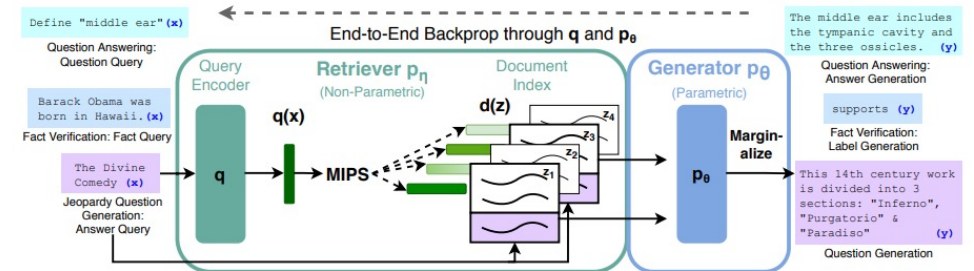 Define "middle ear" (x)
Question Answering:
Question Query
Barack Obama was
born in Hawaii. (x)
Fact Verification: Fact Query
The Divine
Comedy (x)
Jeopardy Question
Generation:
Answer Query
End-to-End Backprop through q and pθ
Query
Encoder
Retriever pη
(Non-Parametric)
Document
Index
q(x)
d(z)
q
MIPS
z4
z3
z2
z1
Generator pθ
(Parametric)
pθ
Margin-
alize
The middle ear includes
the tympanic cavity and
the three ossicles. (y)
Question Answering:
Answer Generation
supports (y)
Fact Verification:
Label Generation
This 14th century work
is divided into 3
sections: "Inferno",
"Purgatorio" &
"Paradiso" (y)
Question Generation